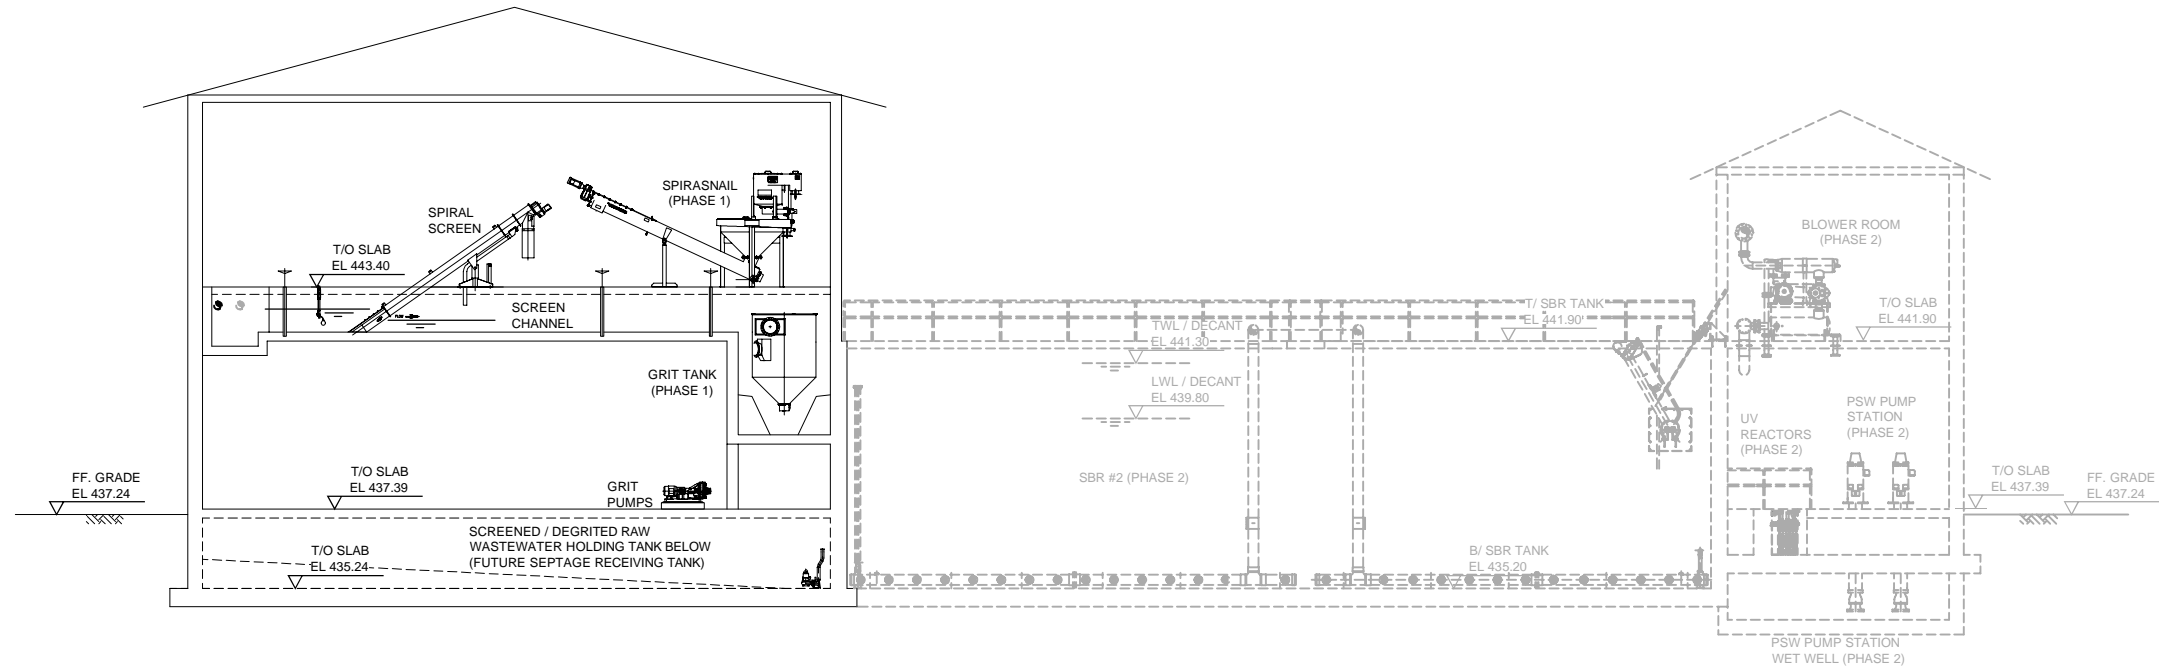 SPIRASNAIL
(PHASE 1)
SPIRAL
SCREEN
T/O SLAB
EL 443.40
SCREEN
CHANNEL
FLOW
GRIT TANK
(PHASE 1)
FF. GRADE
EL 437.24
T/O SLAB
EL 437.39
GRIT
PUMPS
SCREENED / DEGRITED RAW
WASTEWATER HOLDING TANK BELOW
(FUTURE SEPTAGE RECEIVING TANK)
T/O SLAB
EL 435.24
TWL / DECANT
EL 441.30
LWL / DECANT
EL 439.80
SBR #2 (PHASE 2)
T/ SBR TANK
EL 441.90'
B/ SBR TANK
EL 435.20
BLOWER ROOM
(PHASE 2)
T/O SLAB
EL 441.90
UV
REACTORS
(PHASE 2)
PSW PUMP
STATION
(PHASE 2)
T/O SLAB
EL 437.39
FF. GRADE
EL 437.24
PSW PUMP STATION
WET WELL (PHASE 2)